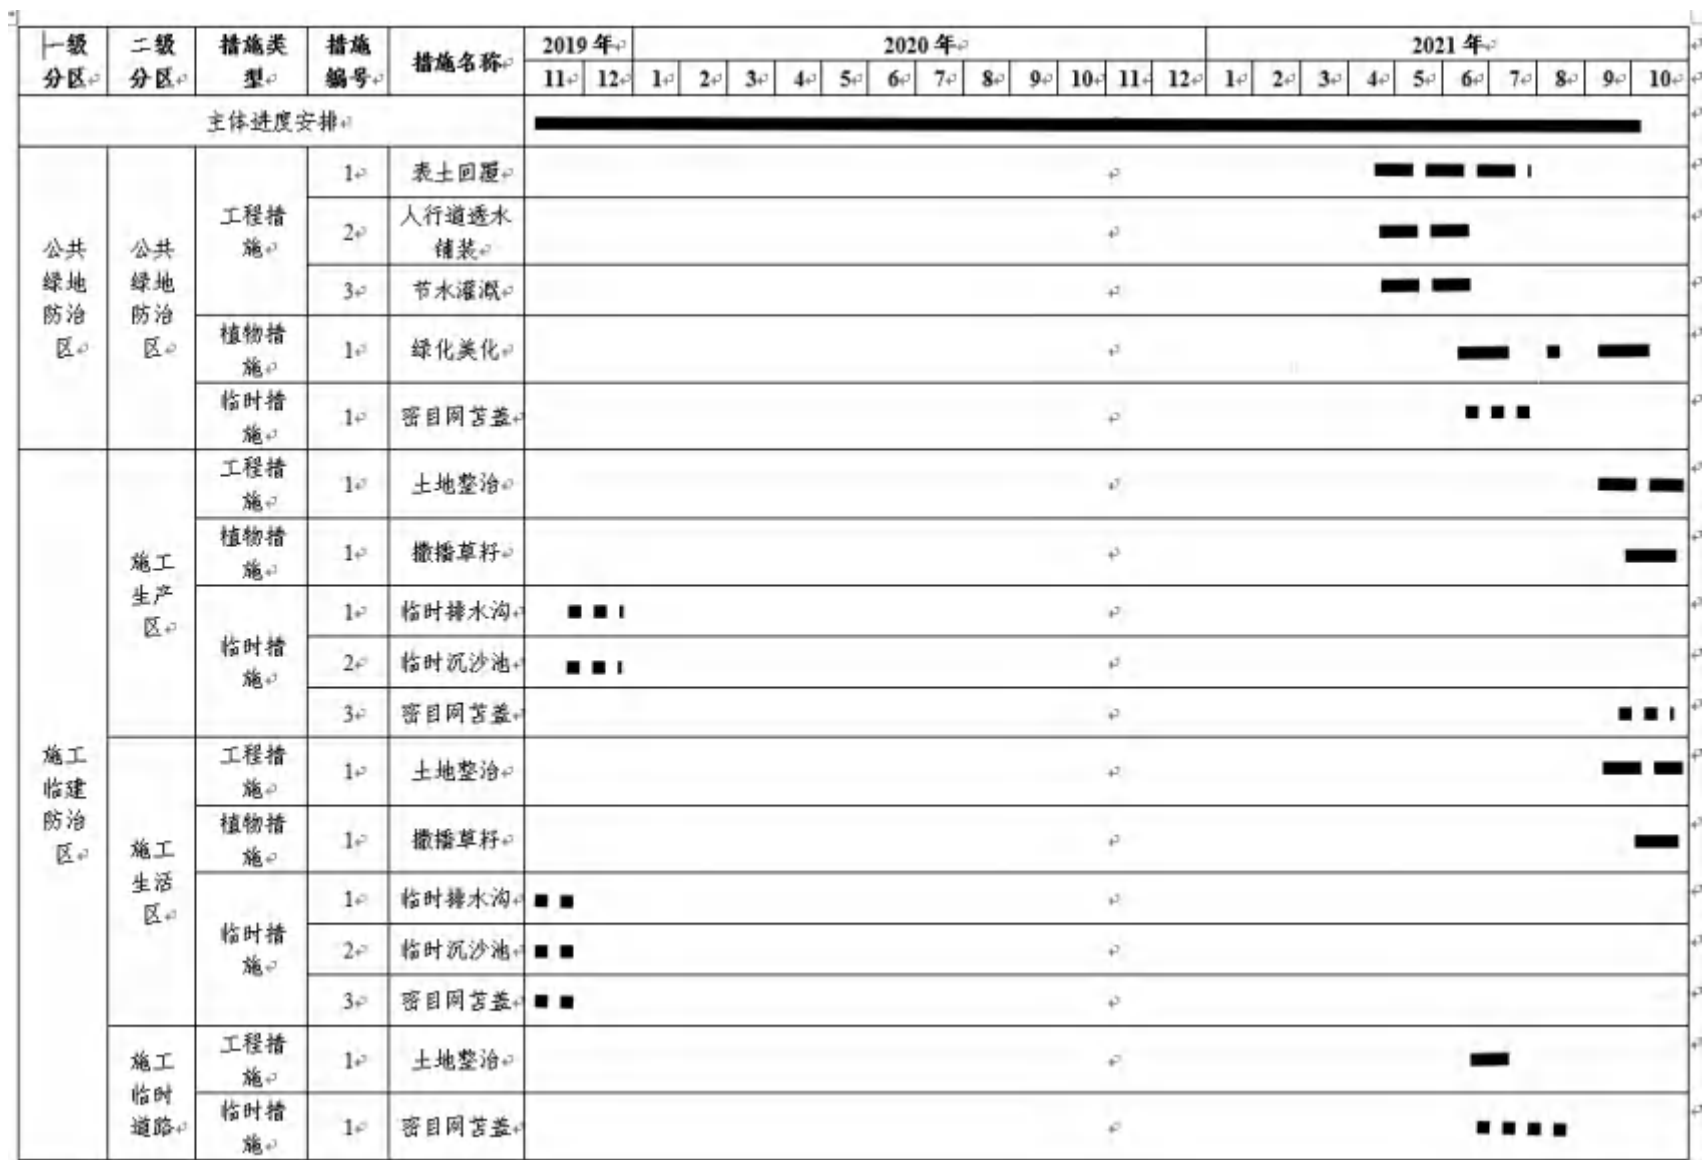 一级 二级 措施类 措施 措施名称 2019 年 2020 年 2021 年
分区 分区 型 编号 11 12 1 2 3 4 5 6 7 8 9 10 11 12 1 2 3 4 5 6 7 8 9 10
主体进度安排
公共
绿地
防治
区
公共
绿地
防治
区
工程措
施
1 表土回覆
2 人行道透水
铺装
3 节水灌溉
植物措
施
1 绿化美化
临时措
施
1 密目网苫盖
施工
临建
防治
区
施工
生产
区
工程措
施
1 土地整治
植物措
施
1 撒播草籽
临时措
施
1 临时排水沟
2 临时沉沙池
3 密目网苫盖
施工
生活
区
工程措
施
1 土地整治
植物措
施
1 撒播草籽
临时措
施
1 临时排水沟
2 临时沉沙池
3 密目网苫盖
施工
临时
道路
工程措
施
1 土地整治
临时措
施
1 密目网苫盖